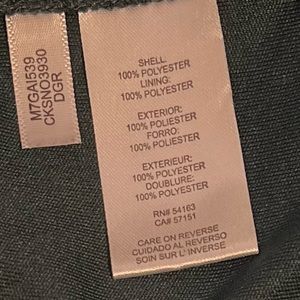 M7GAI539
CKSNO3930
DGR
SHELL:
100% POLYESTER
LINING:
100% POLYESTER
EXTERIOR:
100% POLIESTER
FORRO:
100% POLIESTER
EXTERIEUR:
100% POLYESTER
DOUBLURE:
100% POLYESTER
RN# 54163
CA# 57151
CARE ON REVERSE
CUIDADO AL REVERSO
SOIN SUR L' INVERSE